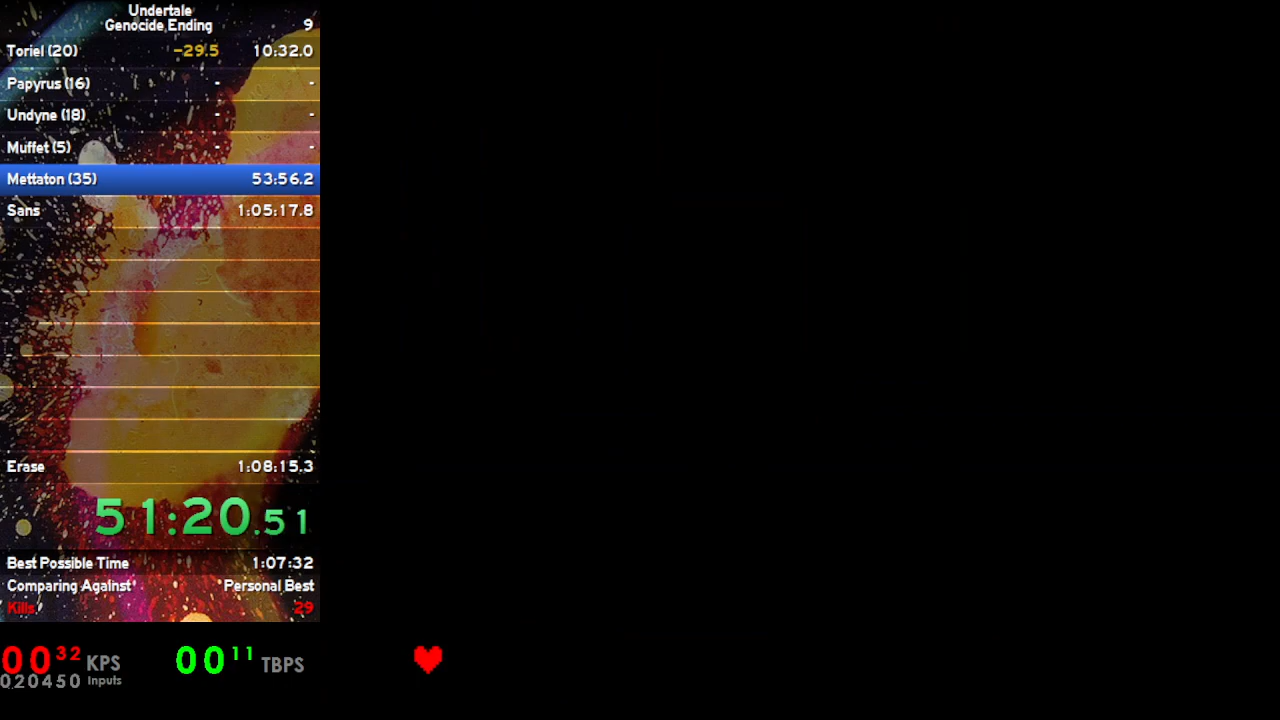 Undertale
Genocide Ending 9
Toriel (20) −29.5 10:32.0
Papyrus (16) - -
Undyne (18) - -
Muffet (5) - -
Mettaton (35) 53:56.2
Sans 1:05:17.8
Erase 1:08:15.3
51:20.51
Best Possible Time 1:07:32
Comparing Against Personal Best
Kills 29
00 32 KPS 00 11 TBPS
020450 Inputs